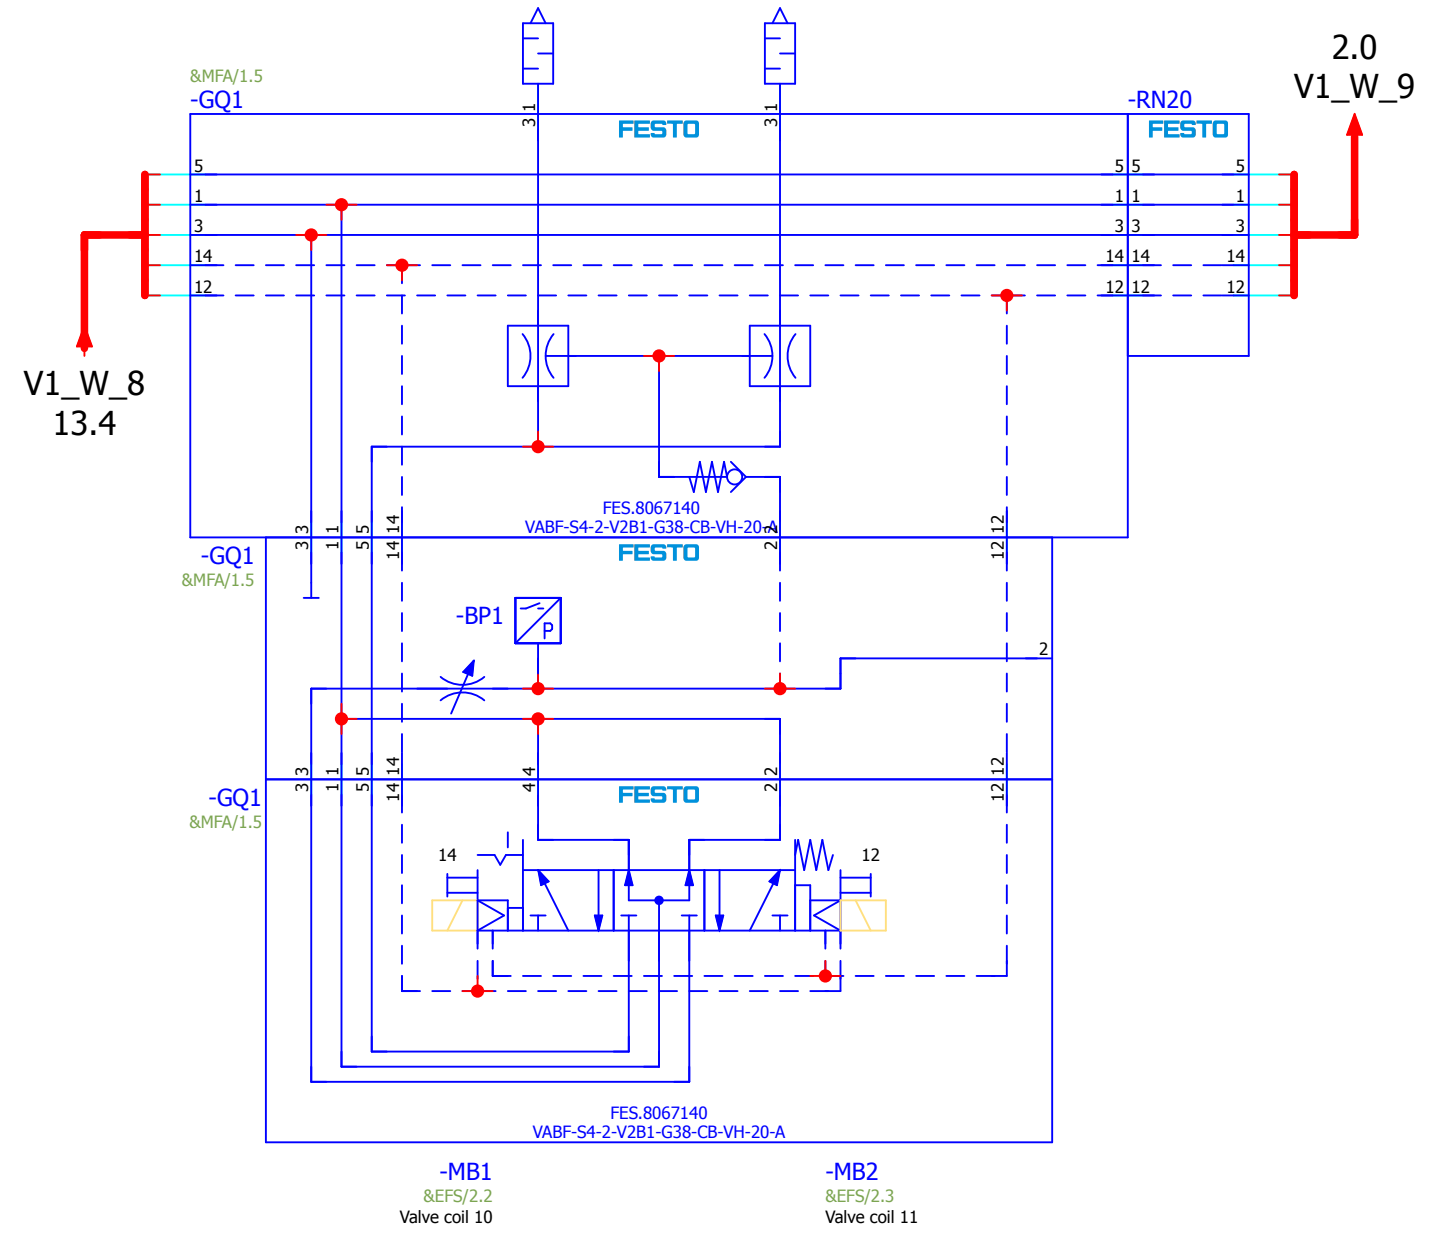 2.0
V1_W_9
&MFA/1.5
-GQ1
-RN20
3 1
3 1
FESTO
FESTO
5 5 5 5
1 1 1 1
3 3 3 3
14 14 14 14
12 12 12 12
V1_W_8
13.4
FES.8067140
VABF-S4-2-V2B1-G38-CB-VH-20-A
3 3
1 1
5 5
14 14
2 2
12 12
-GQ1
&MFA/1.5
FESTO
-BP1
P
2
3 3
1 1
5 5
14 14
4 4
2 2
12 12
-GQ1
&MFA/1.5
FESTO
14
12
FES.8067140
VABF-S4-2-V2B1-G38-CB-VH-20-A
-MB1
&EFS/2.2
Valve coil 10
-MB2
&EFS/2.3
Valve coil 11